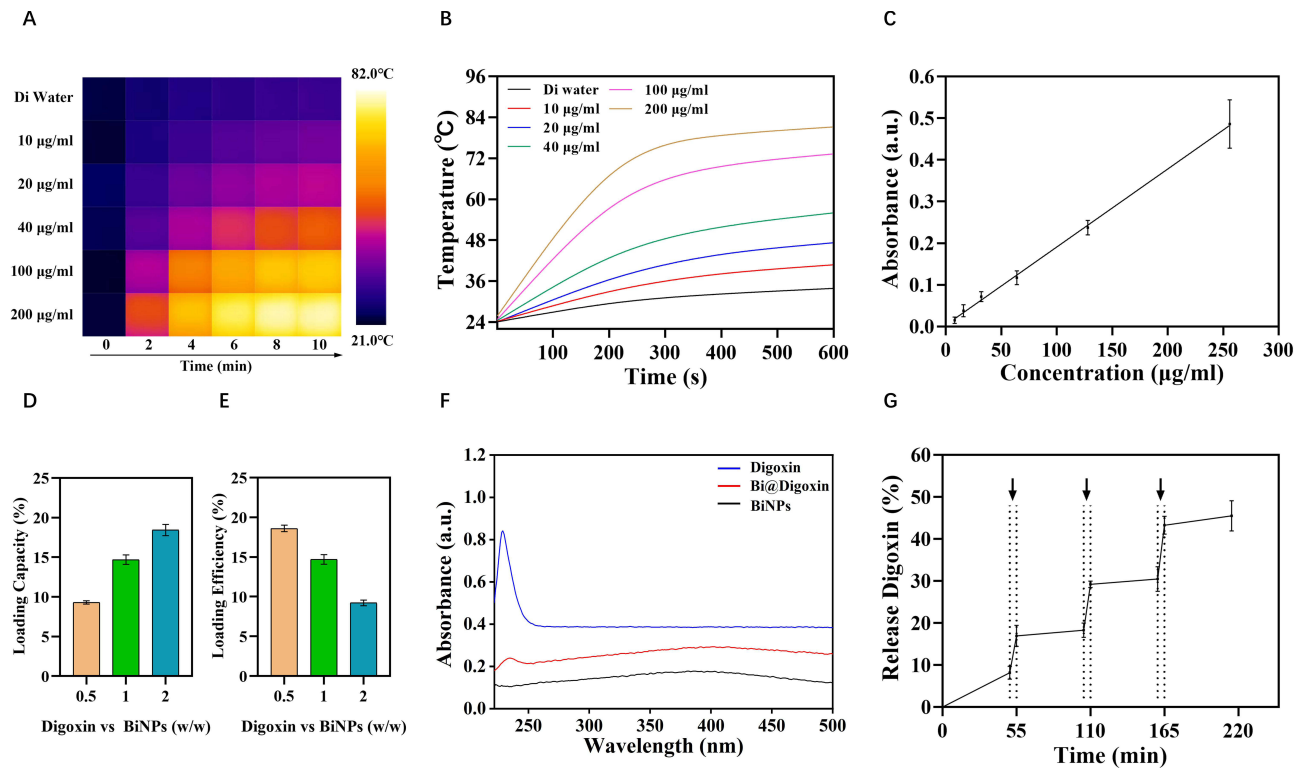 A
Di Water
10 μg/ml
20 μg/ml
40 μg/ml
100 μg/ml
200 μg/ml
0 2 4 6 8 10
Time (min)
82.0℃
21.0℃
B
Temperature (℃)
96
84
72
60
48
36
24
Di water
10 μg/ml
20 μg/ml
40 μg/ml
100 μg/ml
200 μg/ml
100 200 300 400 500 600
Time (s)
C
Absorbance (a.u.)
0.6
0.5
0.4
0.3
0.2
0.1
0.0
0 50 100 150 200 250 300
Concentration (μg/ml)
D
Loading Capacity (%)
25
20
15
10
5
0
0.5 1 2
Digoxin vs BiNPs (w/w)
E
Loading Efficiency (%)
25
20
15
10
5
0
0.5 1 2
Digoxin vs BiNPs (w/w)
F
Absorbance (a.u.)
1.2
1.0
0.8
0.6
0.4
0.2
0.0
Digoxin
Bi@Digoxin
BiNPs
250 300 350 400 450 500
Wavelength (nm)
G
Release Digoxin (%)
60
50
40
30
20
10
0
0 55 110 165 220
Time (min)